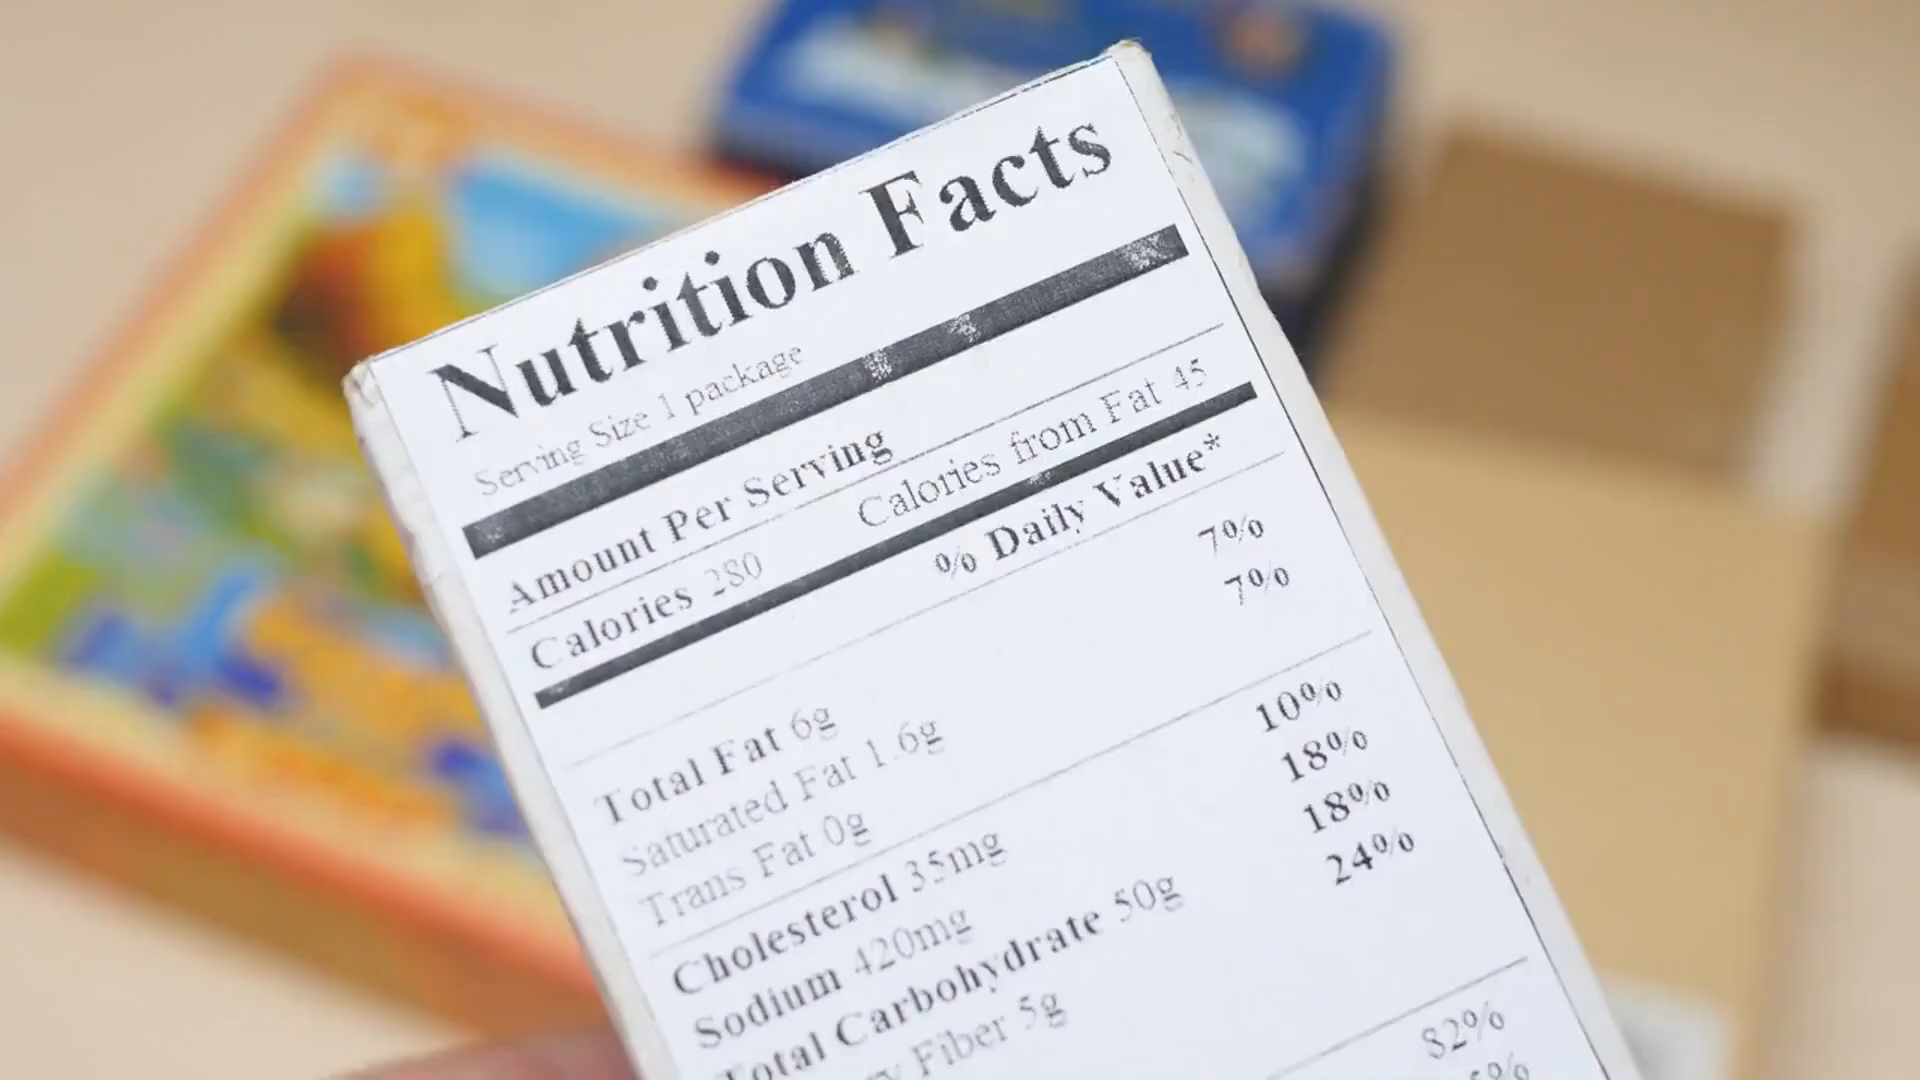 Nutrition Facts
Serving Size 1 package
Amount Per Serving
Calories 280 Calories from Fat 45
% Daily Value*
Total Fat 6g 7%
Saturated Fat 1.6g 7%
Trans Fat 0g
Cholesterol 35mg 10%
Sodium 420mg 18%
Total Carbohydrate 50g 18%
Fiber 5g 24%
82%